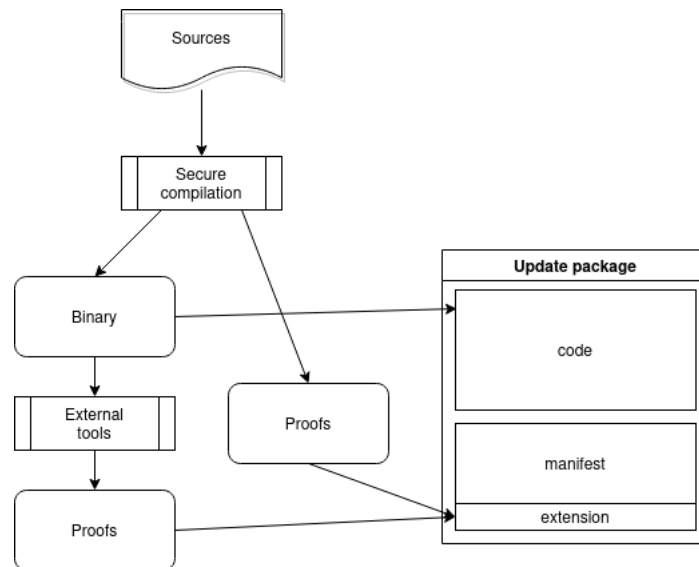 Sources
Secure
compilation
Update package
Binary
code
External
tools
Proofs
manifest
extension
Proofs